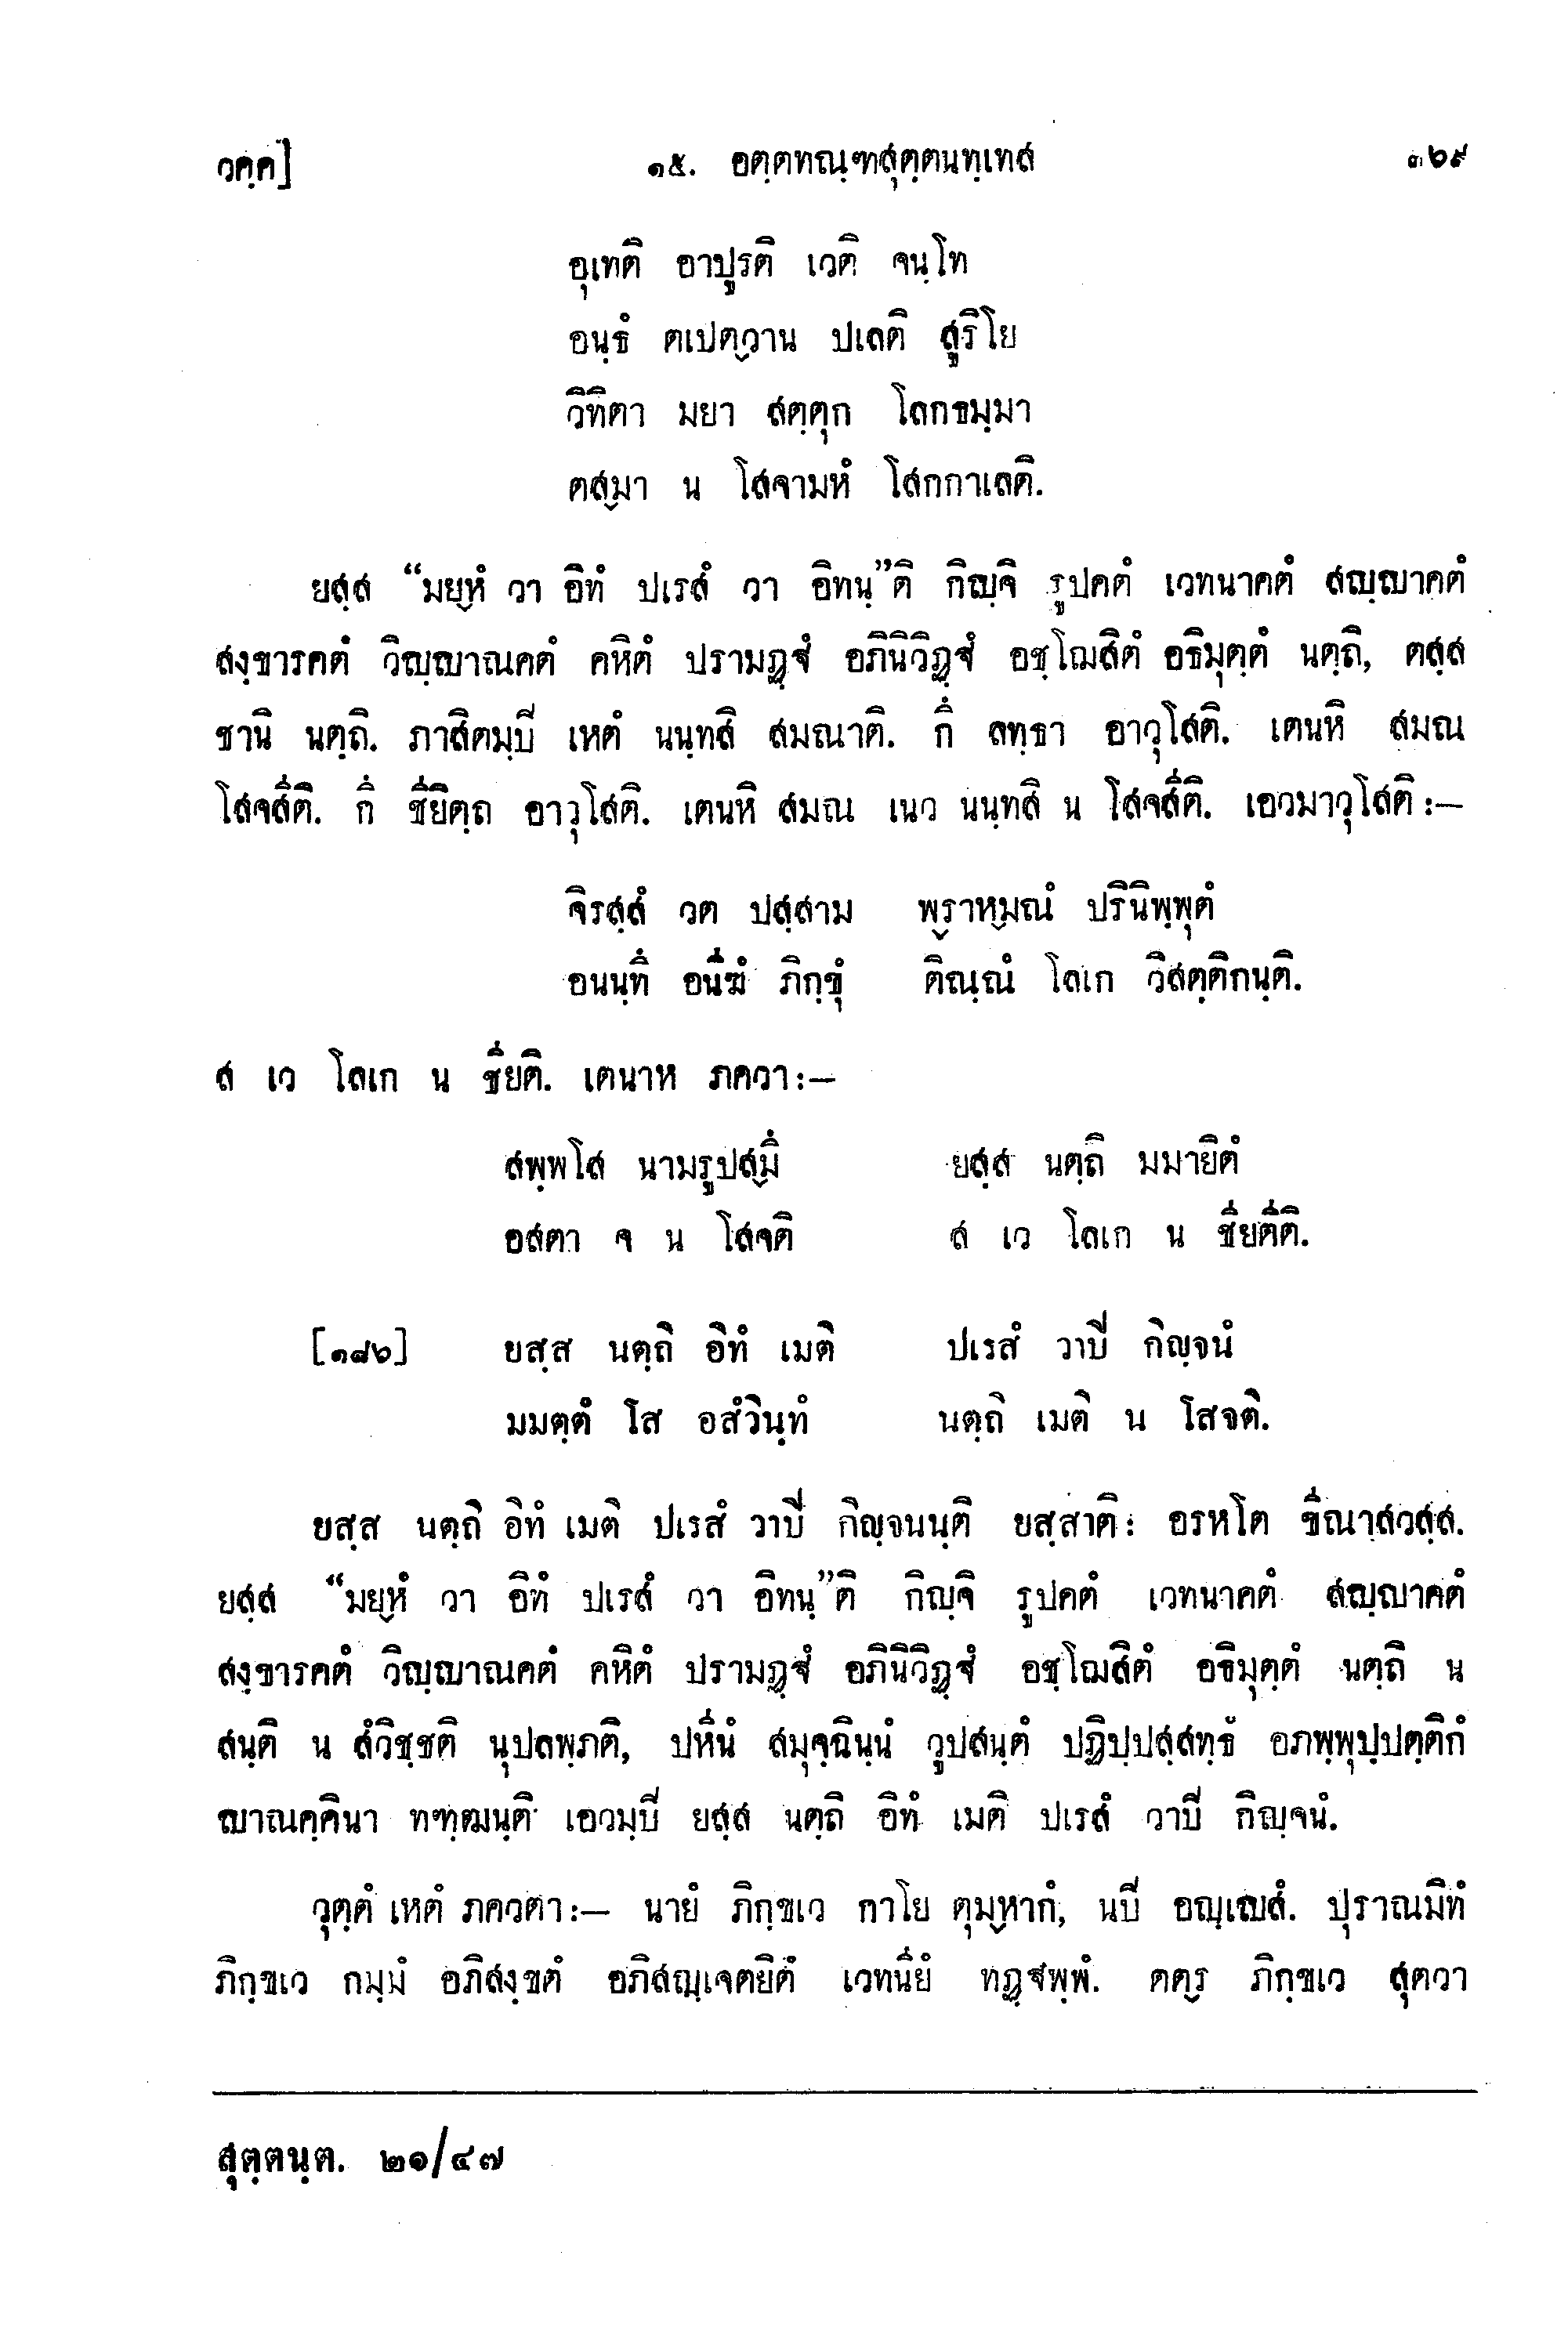 วคฺค] ๑๕. อตฺตทณฺฑสุตฺตนทฺเทส ๓๖๙
อุเทติ อาปูรติ เวติ จนฺโท
อนฺธํ ตเปตฺวาน ปเลติ สูริโย
วิทิตา มยา สตฺตุก โลกธมฺมา
ตสฺมา น โสจามหํ โสกกาเลติ.
ยสฺส “มยฺหํ วา อิทํ ปเรสํ วา อิทนฺ”ติ กิญฺจิ รูปคตํ เวทนาคตํ สญฺญาคตํ
สงฺขารคตํ วิญฺญาณคตํ คหิตํ ปรามฏฺฐํ อภินิวิฏฺฐํ อชฺโฌสิตํ อธิมุตฺตํ นตฺถิ, ตสฺส
ชานิ นตฺถิ. ภาสิตมฺปี เหตํ นนฺทสิ สมณาติ. กึ ลทฺธา อาวุโสติ. เตนหิ สมณ
โสจสีติ. กึ ชียิตฺถ อาวุโสติ. เตนหิ สมณ เนว นนฺทสิ น โสจสีติ. เอวมาวุโสติ :–
จิรสฺสํ วต ปสฺสาม พฺราหฺมณํ ปรินิพฺพุตํ
อนนฺทึ อนีฆํ ภิกฺขุํ ติณฺณํ โลเก วิสตฺติกนฺติ.
ส เว โลเก น ชียติ. เตนาห ภควา :–
สพฺพโส นามรูปสฺมึ ยสฺส นตฺถิ มมายิตํ
อสตา จ น โสจติ ส เว โลเก น ชียตีติ.
[๑๘๖] ยสฺส นตฺถิ อิทํ เมติ ปเรสํ วาปี กิญฺจนํ
มมตฺตํ โส อสํวินฺทํ นตฺถิ เมติ น โสจติ.
ยสฺส นตฺถิ อิทํ เมติ ปเรสํ วาปี กิญฺจนนฺติ ยสฺสาติ : อรหโต ขีณาสวสฺส.
ยสฺส “มยฺหํ วา อิทํ ปเรสํ วา อิทนฺ”ติ กิญฺจิ รูปคตํ เวทนาคตํ สญฺญาคตํ
สงฺขารคตํ วิญฺญาณคตํ คหิตํ ปรามฏฺฐํ อภินิวิฏฺฐํ อชฺโฌสิตํ อธิมุตฺตํ นตฺถิ น
สนฺติ น สํวิชฺชติ นุปลพฺภติ, ปหีนํ สมุจฺฉินฺนํ วูปสนฺตํ ปฏิปฺปสฺสทฺธํ อภพฺพุปฺปตฺติกํ
ญาณคฺคินา ทฑฺฒนฺติ เอวมฺปี ยสฺส นตฺถิ อิทํ เมติ ปเรสํ วาปี กิญฺจนํ.
วุตฺตํ เหตํ ภควตา :– นายํ ภิกฺขเว กาโย ตุมฺหากํ, นปี อญฺเญสํ. ปุราณมิทํ
ภิกฺขเว กมฺมํ อภิสงฺขตํ อภิสญฺเจตยิตํ เวทนียํ ทฏฺฐพฺพํ. ตตฺร ภิกฺขเว สุตวา
สุตฺตนฺต. ๒๑/๔๗